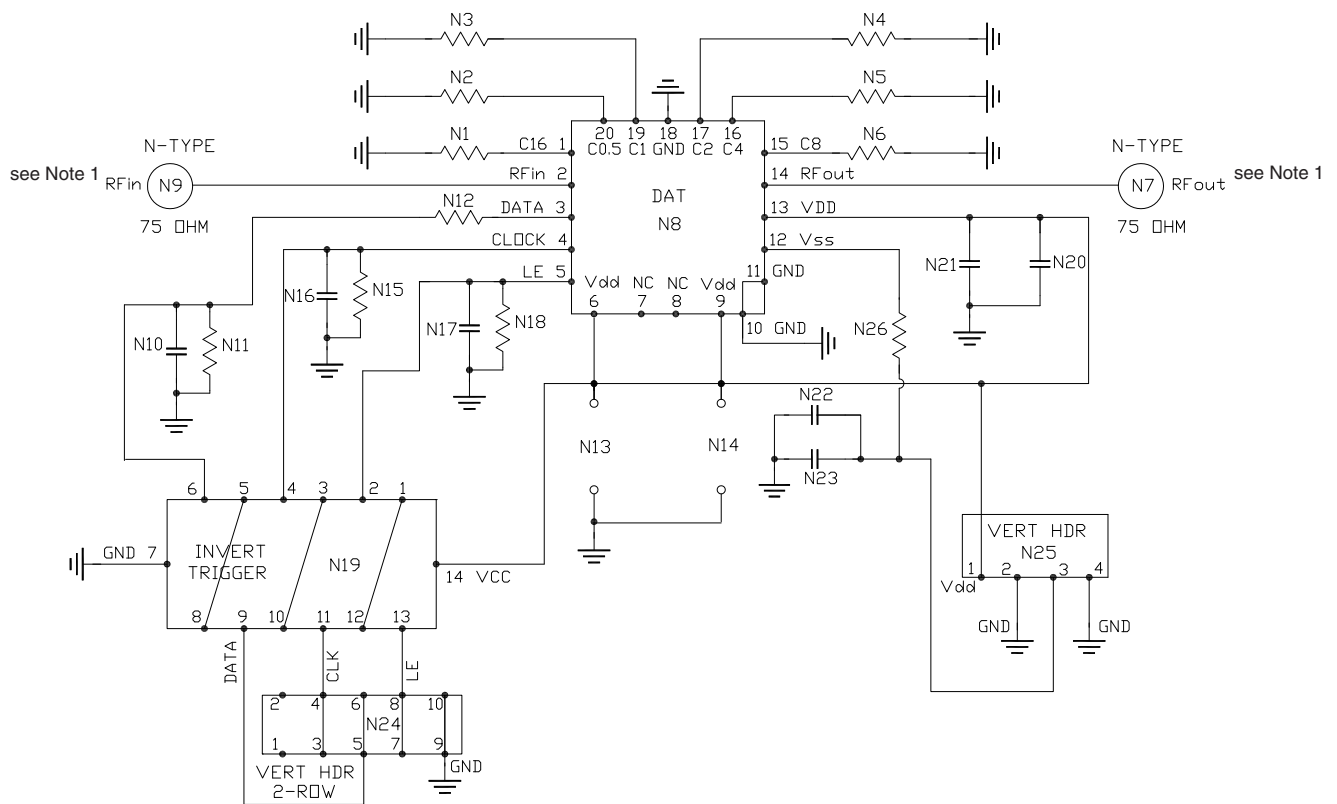 N3
N4
N2
N5
N1
C16 1
20 19 18 17 16
C0.5 C1 GND C2 C4
15 C8
N6
N-TYPE
N-TYPE
see Note 1 RFin N9
RFin 2
DAT
14 RFout
N7 RFout see Note 1
75 OHM
75 OHM
N12
DATA 3
N8
13 VDD
CLOCK 4
12 Vss
LE 5
11 GND
Vdd NC NC Vdd
6 7 8 9
10 GND
N21
N20
N16
N15
N17
N18
N10
N11
N26
N22
N13
N14
N23
6 5 4 3 2 1
GND 7
INVERT
TRIGGER
N19
14 VCC
VERT HDR
N25
1 2 3 4
Vdd
8 9 10 11 12 13
GND
GND
DATA
CLK
LE
2 4 6 8 10
N24
1 3 5 7 9
GND
VERT HDR
2-ROW